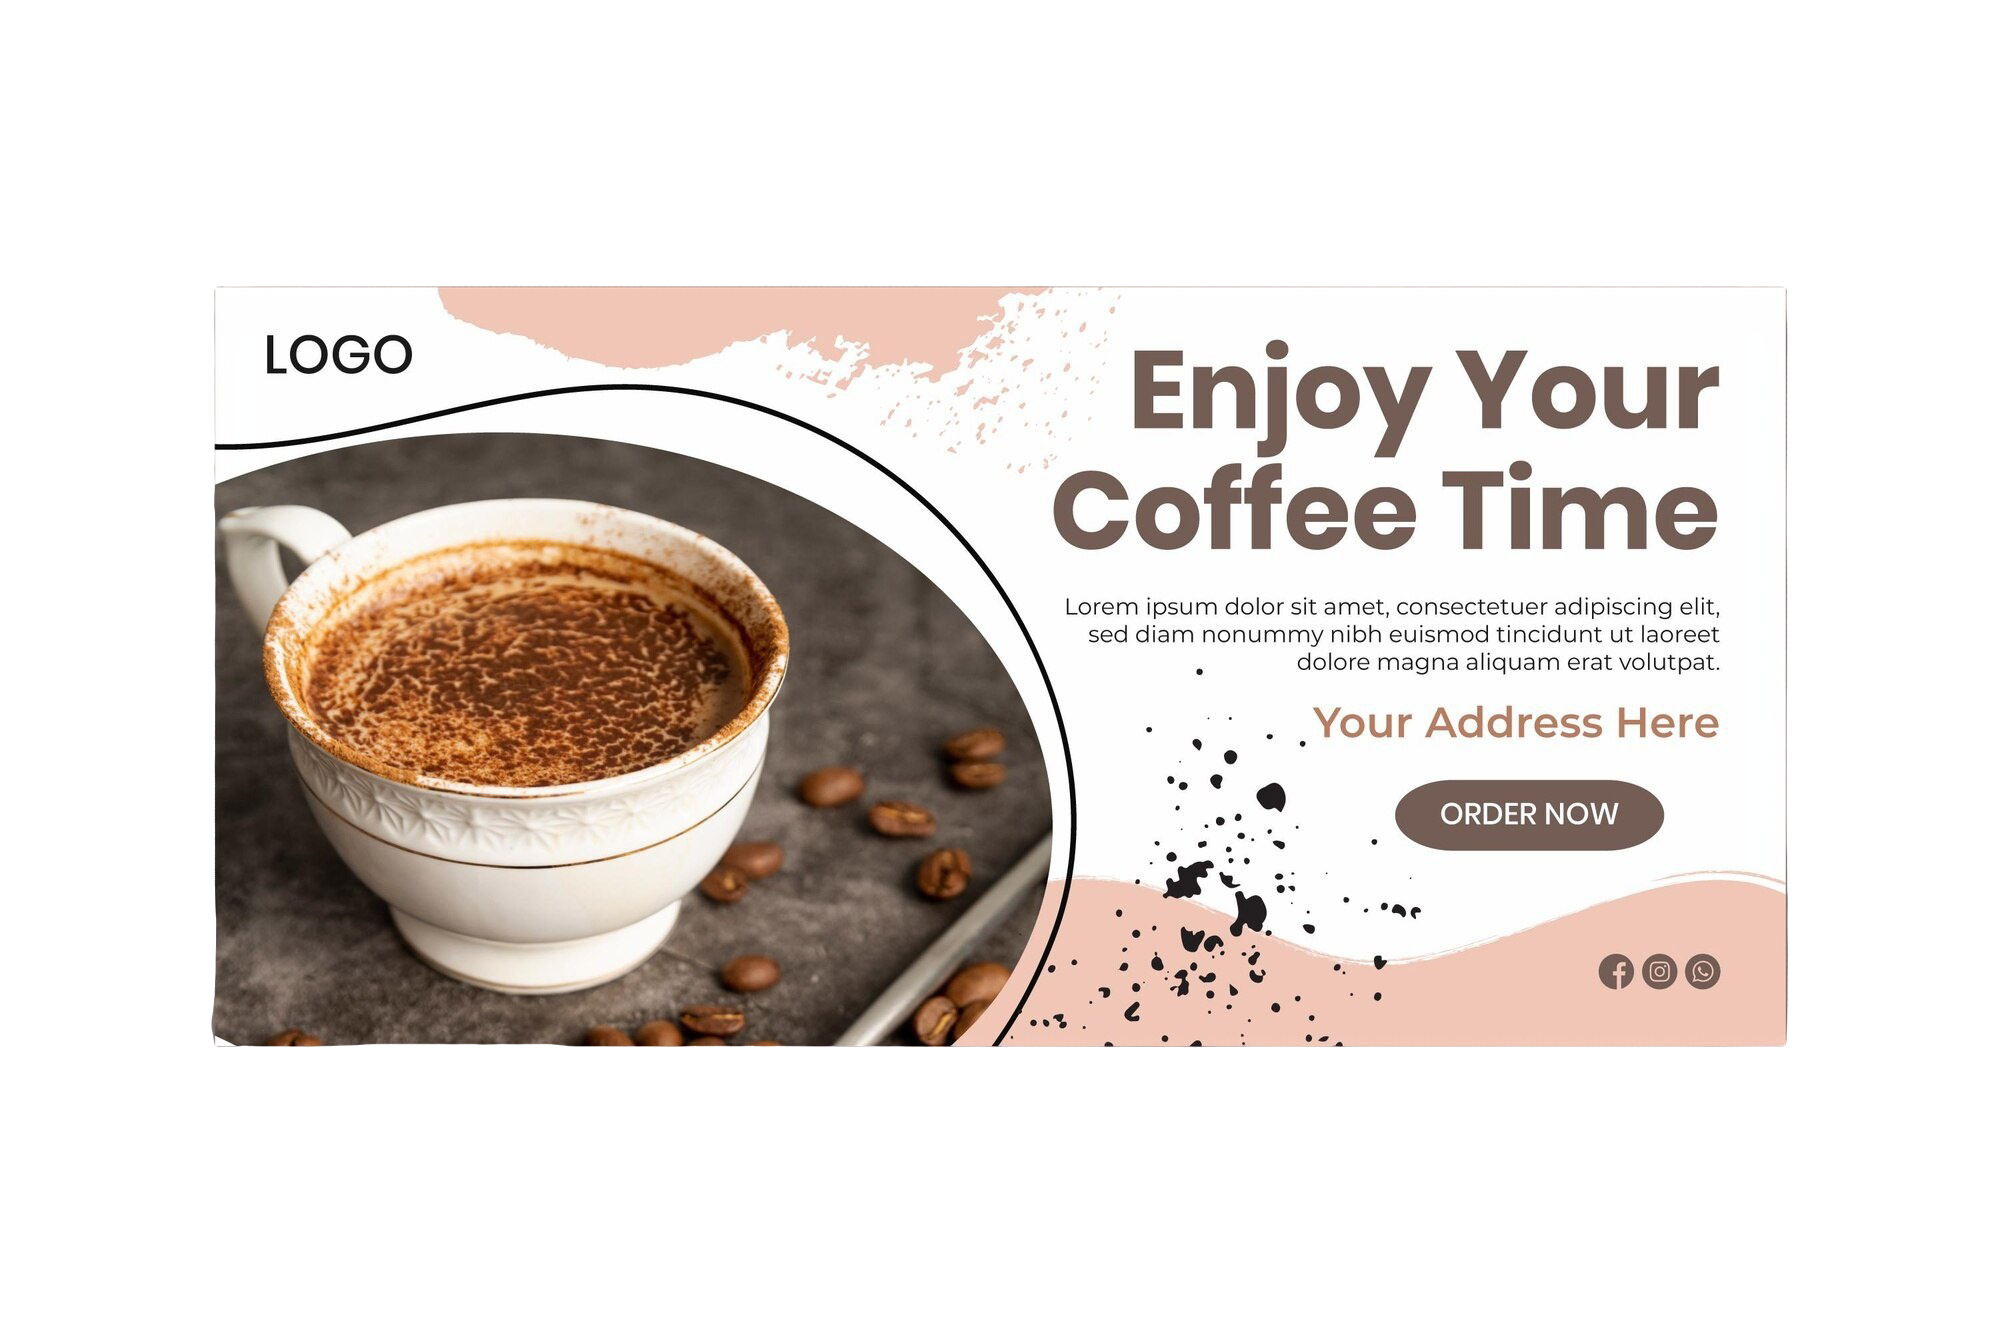 LOGO
Enjoy Your
Coffee Time
Lorem ipsum dolor sit amet, consectetuer adipiscing elit,
sed diam nonummy nibh euismod tincidunt ut laoreet
dolore magna aliquam erat volutpat.
Your Address Here
ORDER NOW